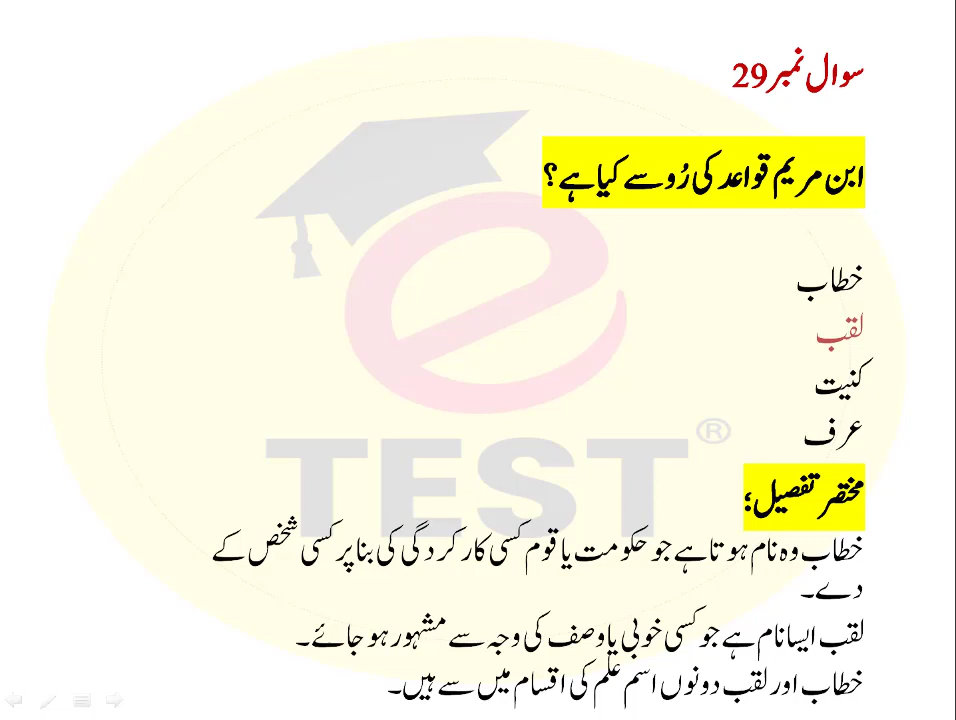 سوال نمبر29
ابن مریم قواعد کی رُو سے کیا ہے؟
خطاب
لقب
کنیت
عرف
مختصر تفصیل؛
خطاب وہ نام ہوتا ہے جو حکومت یا قوم کسی کارکردگی کی بنا پر کسی شخص کے
دے۔
لقب ایسا نام ہے جو کسی خوبی یا وصف کی وجہ سے مشہور ہو جائے۔
خطاب اور لقب دونوں اسم علم کی اقسام میں سے ہیں۔
e
TEST®